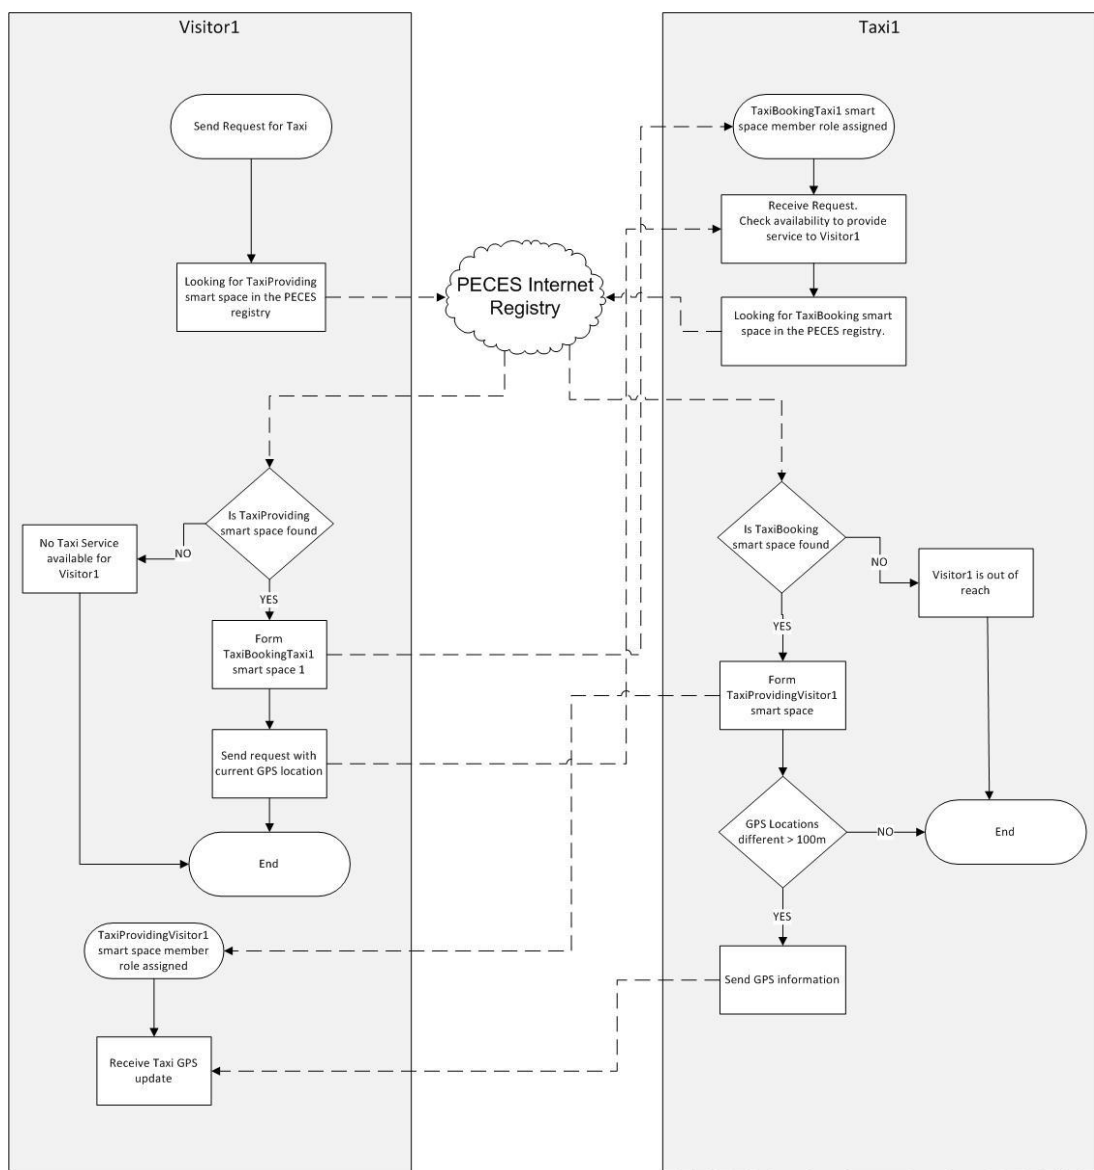 Visitor1
Send Request for Taxi
Looking for TaxiProviding
smart space in the PECES
registry
PECES Internet
Registry
Is TaxiProviding
smart space found
NO
No Taxi Service
available for
Visitor1
YES
Form
TaxiBookingTaxi1
smart space 1
Send request with
current GPS location
End
TaxiProvidingVisitor1
smart space member
role assigned
Receive Taxi GPS
update
Taxi1
TaxiBookingTaxi1 smart
space member role assigned
Receive Request.
Check availability to provide
service to Visitor1
Looking for TaxiBooking smart
space in the PECES registry.
Is TaxiBooking
smart space found
NO
Visitor1 is out of
reach
YES
Form
TaxiProvidingVisitor1
smart space
GPS Locations
different > 100m
NO
End
YES
Send GPS information